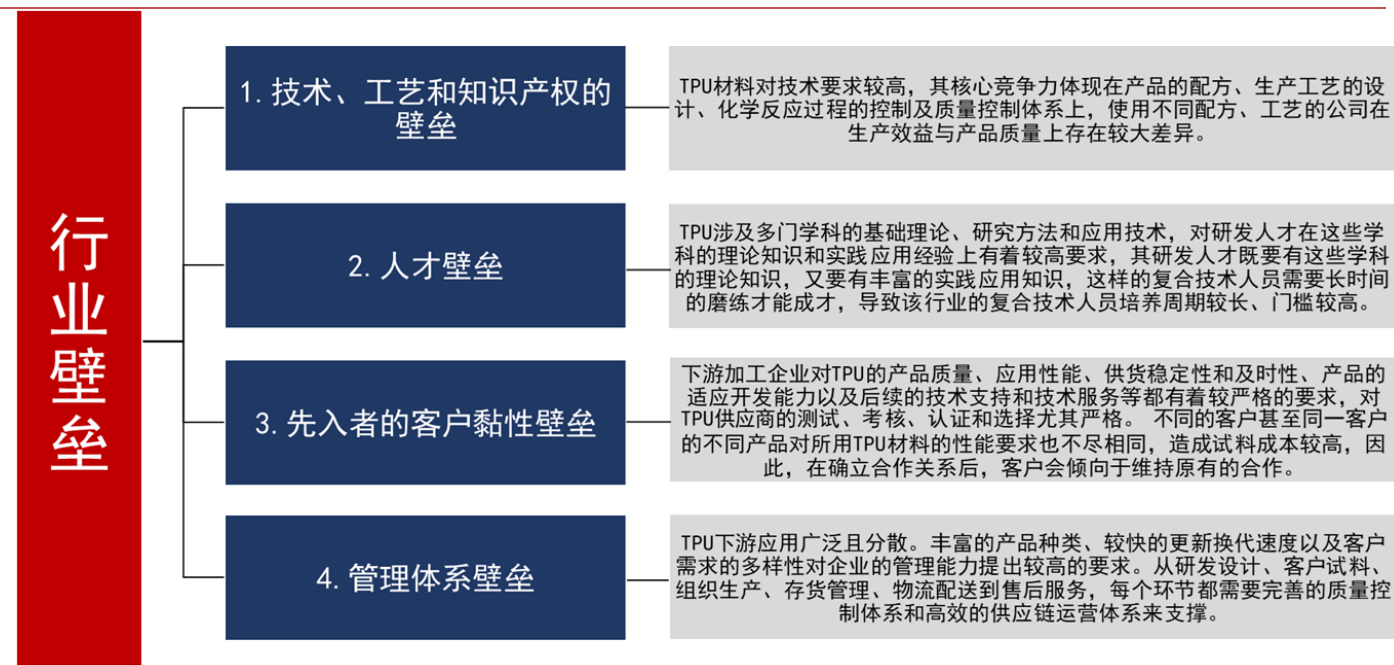 行业壁垒
1. 技术、工艺和知识产权的
壁垒
TPU材料对技术要求较高，其核心竞争力体现在产品的配方、生产工艺的设
计、化学反应过程的控制及质量控制体系上，使用不同配方、工艺的公司在
生产效益与产品质量上存在较大差异。
2. 人才壁垒
TPU涉及多门学科的基础理论、研究方法和应用技术，对研发人才在这些学
科的理论知识和实践应用经验上有着较高要求，其研发人才既要有这些学科
的理论知识，又要有丰富的实践应用知识，这样的复合技术人员需要长时间
的磨练才能成才，导致该行业的复合技术人员培养周期较长、门槛较高。
3. 先入者的客户黏性壁垒
下游加工企业对TPU的产品质量、应用性能、供货稳定性和及时性、产品的
适应开发能力以及后续的技术支持和技术服务等都有着较严格的要求，对
TPU供应商的测试、考核、认证和选择尤其严格。 不同的客户甚至同一客户
的不同产品对所用TPU材料的性能要求也不尽相同，造成试料成本较高，因
此，在确立合作关系后，客户会倾向于维持原有的合作。
4. 管理体系壁垒
TPU下游应用广泛且分散。丰富的产品种类、较快的更新换代速度以及客户
需求的多样性对企业的管理能力提出较高的要求。从研发设计、客户试料、
组织生产、存货管理、物流配送到售后服务，每个环节都需要完善的质量控
制体系和高效的供应链运营体系来支撑。